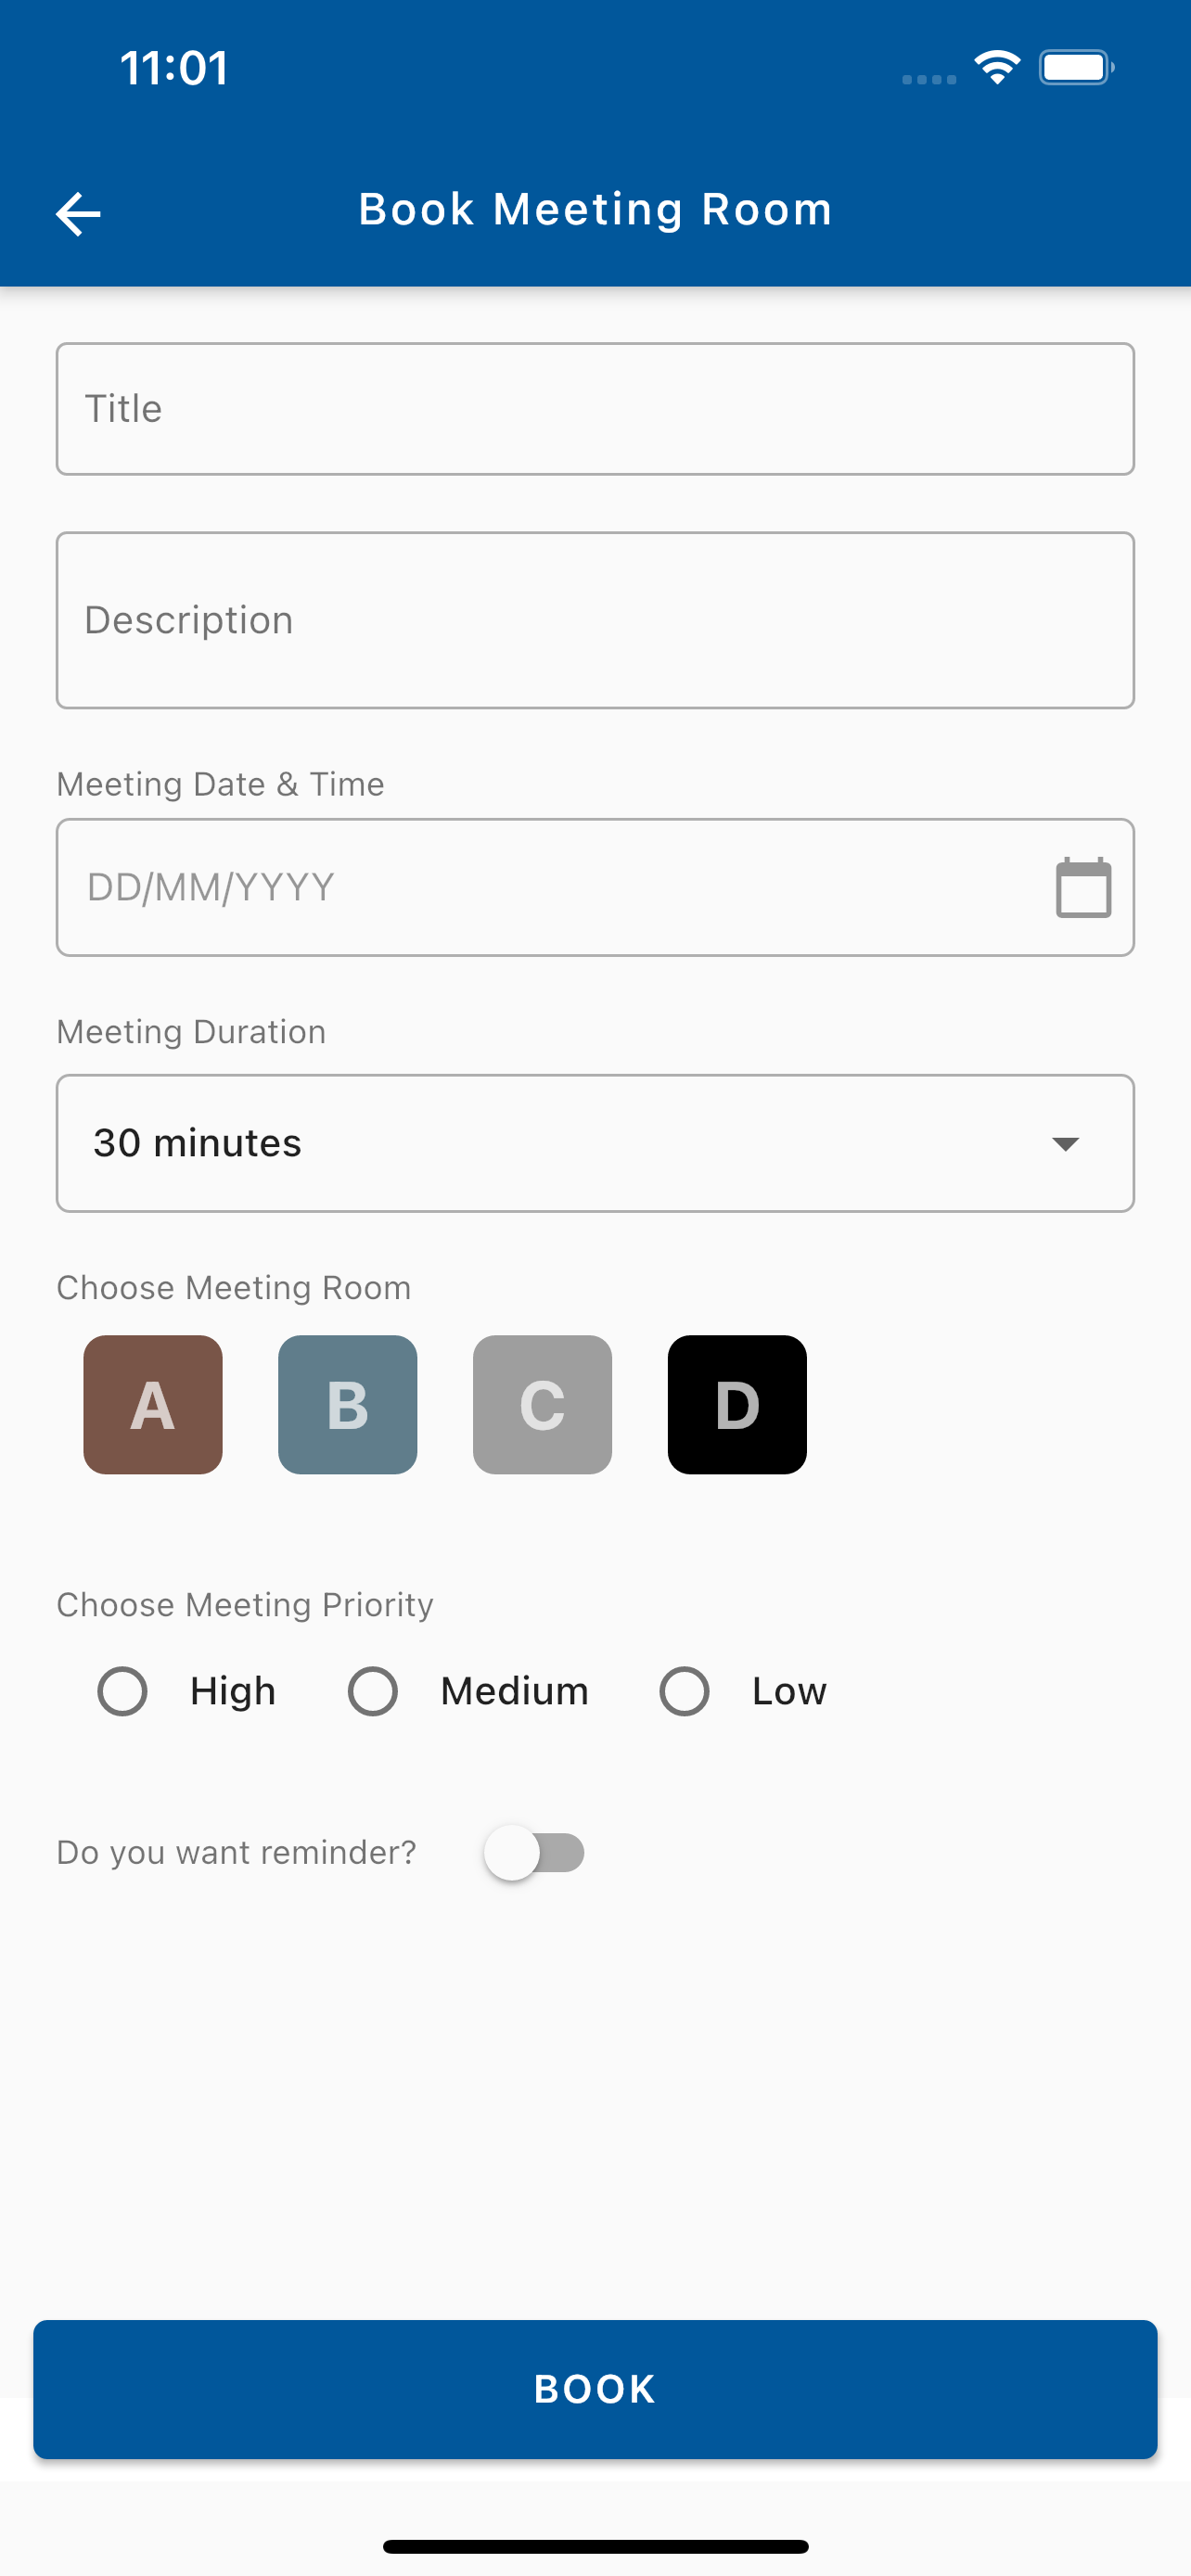 11:01
Book Meeting Room
Title
Description
Meeting Date & Time
DD/MM/YYYY
Meeting Duration
30 minutes
Choose Meeting Room
A B C D
Choose Meeting Priority
High Medium Low
Do you want reminder?
BOOK